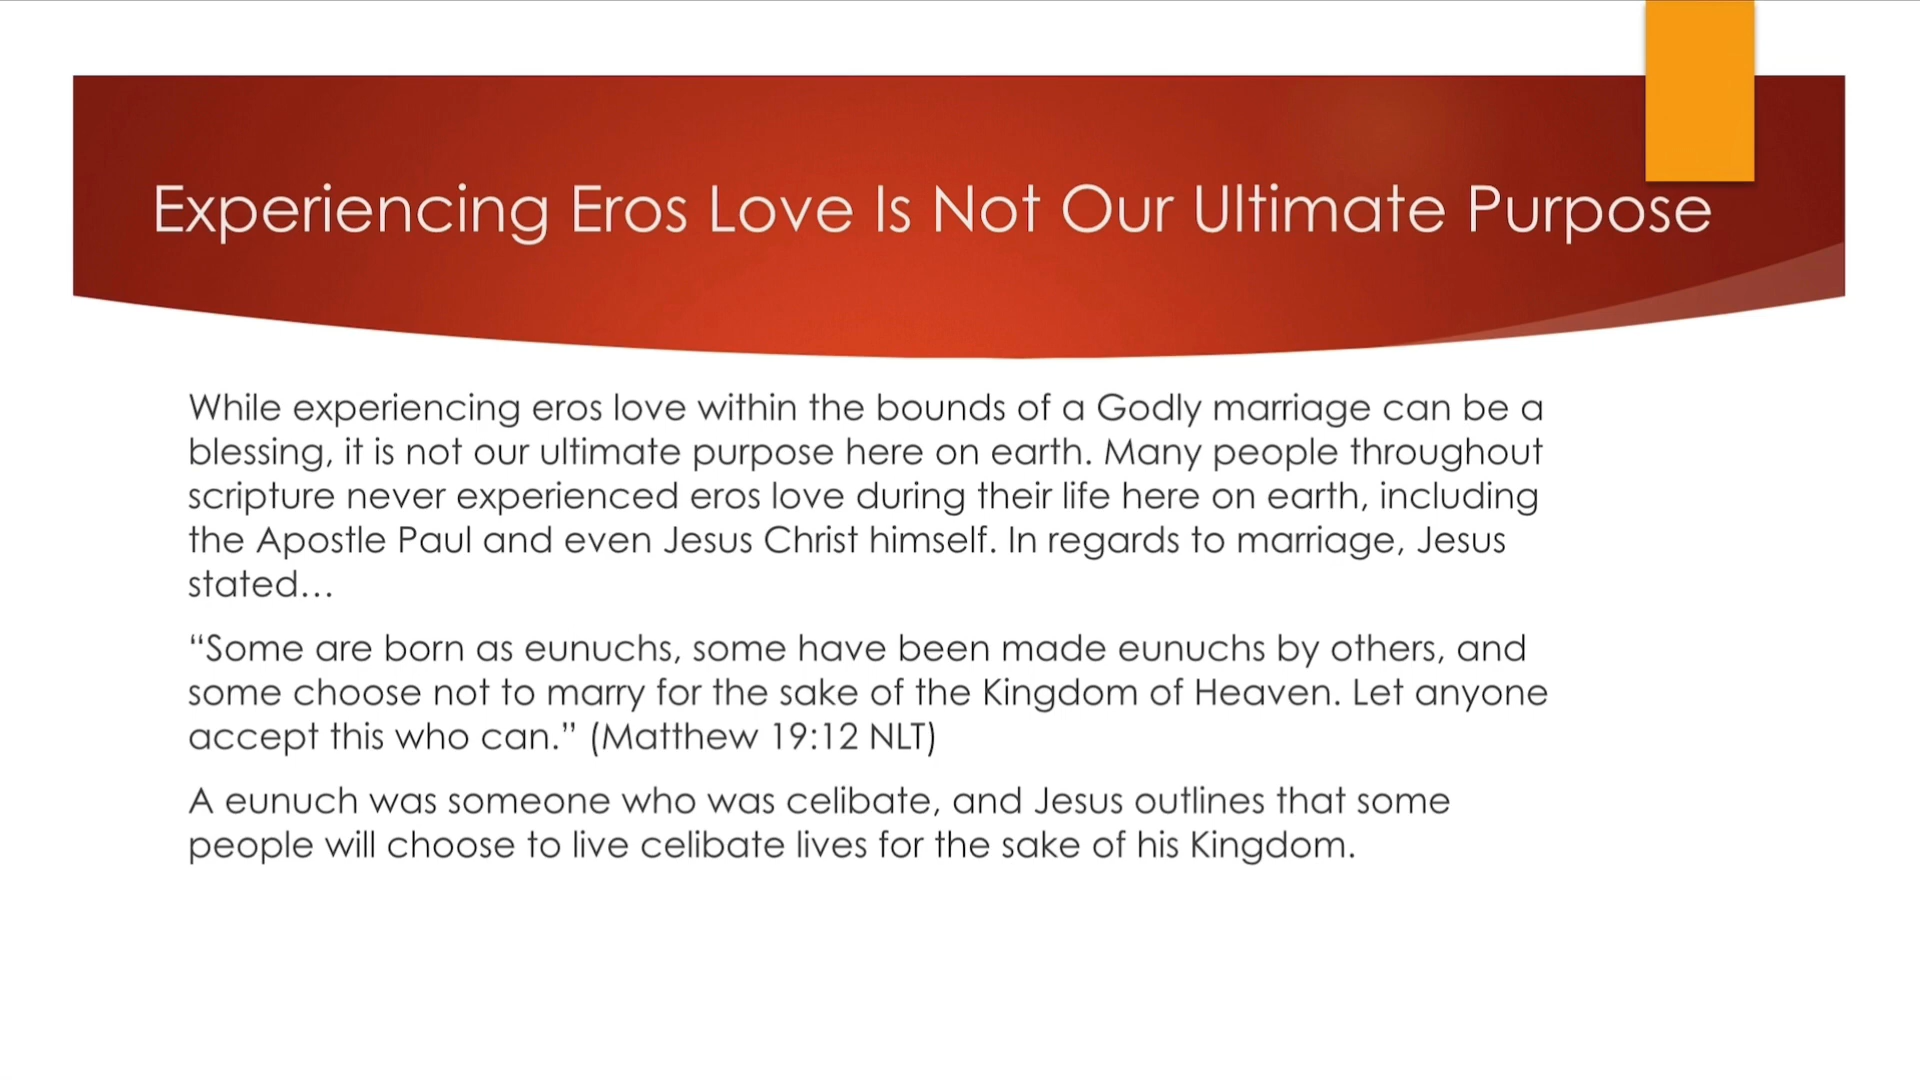 Experiencing Eros Love Is Not Our Ultimate Purpose
While experiencing eros love within the bounds of a Godly marriage can be a
blessing, it is not our ultimate purpose here on earth. Many people throughout
scripture never experienced eros love during their life here on earth, including
the Apostle Paul and even Jesus Christ himself. In regards to marriage, Jesus
stated…
“Some are born as eunuchs, some have been made eunuchs by others, and
some choose not to marry for the sake of the Kingdom of Heaven. Let anyone
accept this who can.” (Matthew 19:12 NLT)
A eunuch was someone who was celibate, and Jesus outlines that some
people will choose to live celibate lives for the sake of his Kingdom.